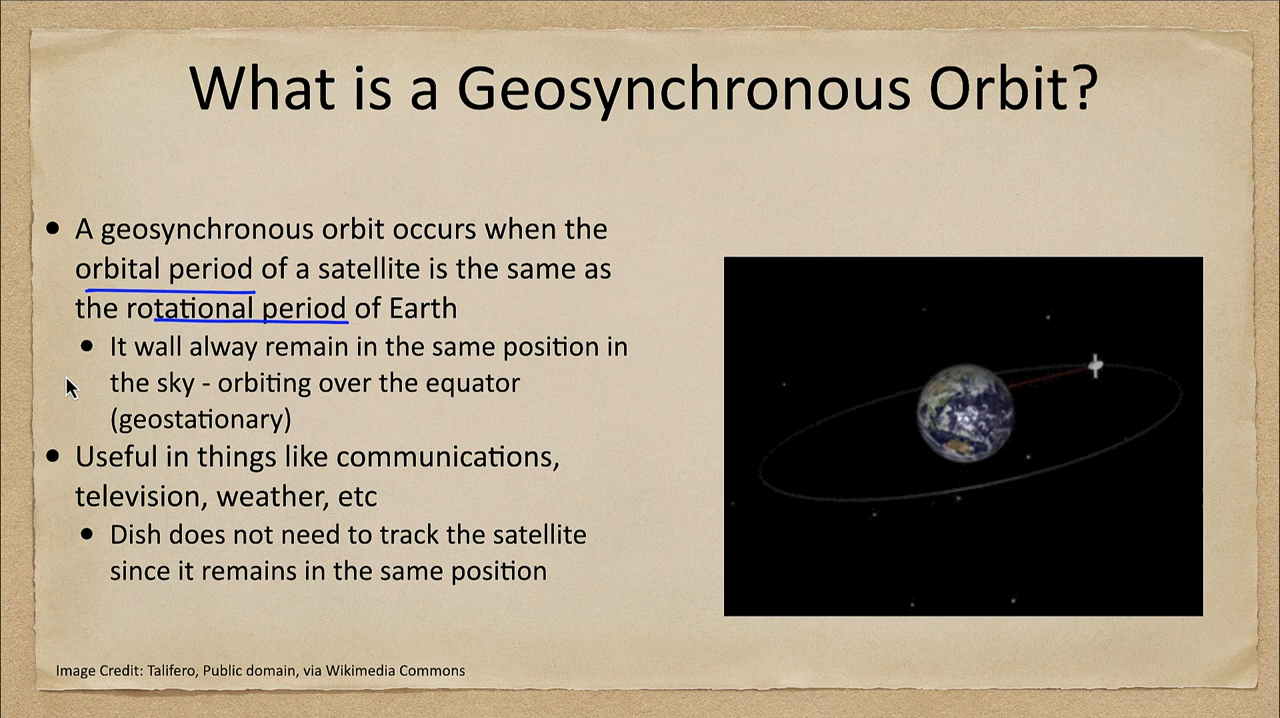 What is a Geosynchronous Orbit?
• A geosynchronous orbit occurs when the
orbital period of a satellite is the same as
the rotational period of Earth
• It wall alway remain in the same position in
the sky - orbiting over the equator
(geostationary)
• Useful in things like communications,
television, weather, etc
• Dish does not need to track the satellite
since it remains in the same position
Image Credit: Talifero, Public domain, via Wikimedia Commons